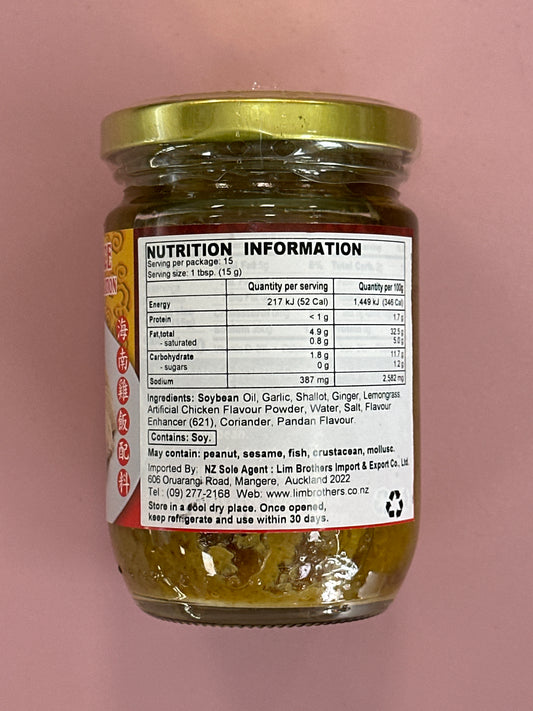 NUTRITION INFORMATION
Serving per package: 15
Serving size: 1 tbsp. (15 g)
Quantity per serving Quantity per 100g
Energy 217 kJ (52 Cal) 1,449 kJ (346 Cal)
Protein < 1 g 1.7 g
Fat,total 4.9 g 32.5 g
- saturated 0.8 g 5.0 g
Carbohydrate 1.8 g 11.7 g
- sugars 0 g 1.2 g
Sodium 387 mg 2,582 mg
Ingredients: Soybean Oil, Garlic, Shallot, Ginger, Lemongrass,
Artificial Chicken Flavour Powder, Water, Salt, Flavour
Enhancer (621), Coriander, Pandan Flavour.
Contains: Soy.
May contain: peanut, sesame, fish, crustacean, mollusc.
Imported By: NZ Sole Agent : Lim Brothers Import & Export Co., Ltd.
606 Oruarangi Road, Mangere, Auckland 2022
Tel : (09) 277-2168 Web: www.limbrothers.co.nz
Store in a cool dry place. Once opened,
keep refrigerate and use within 30 days.
海南雞飯配料